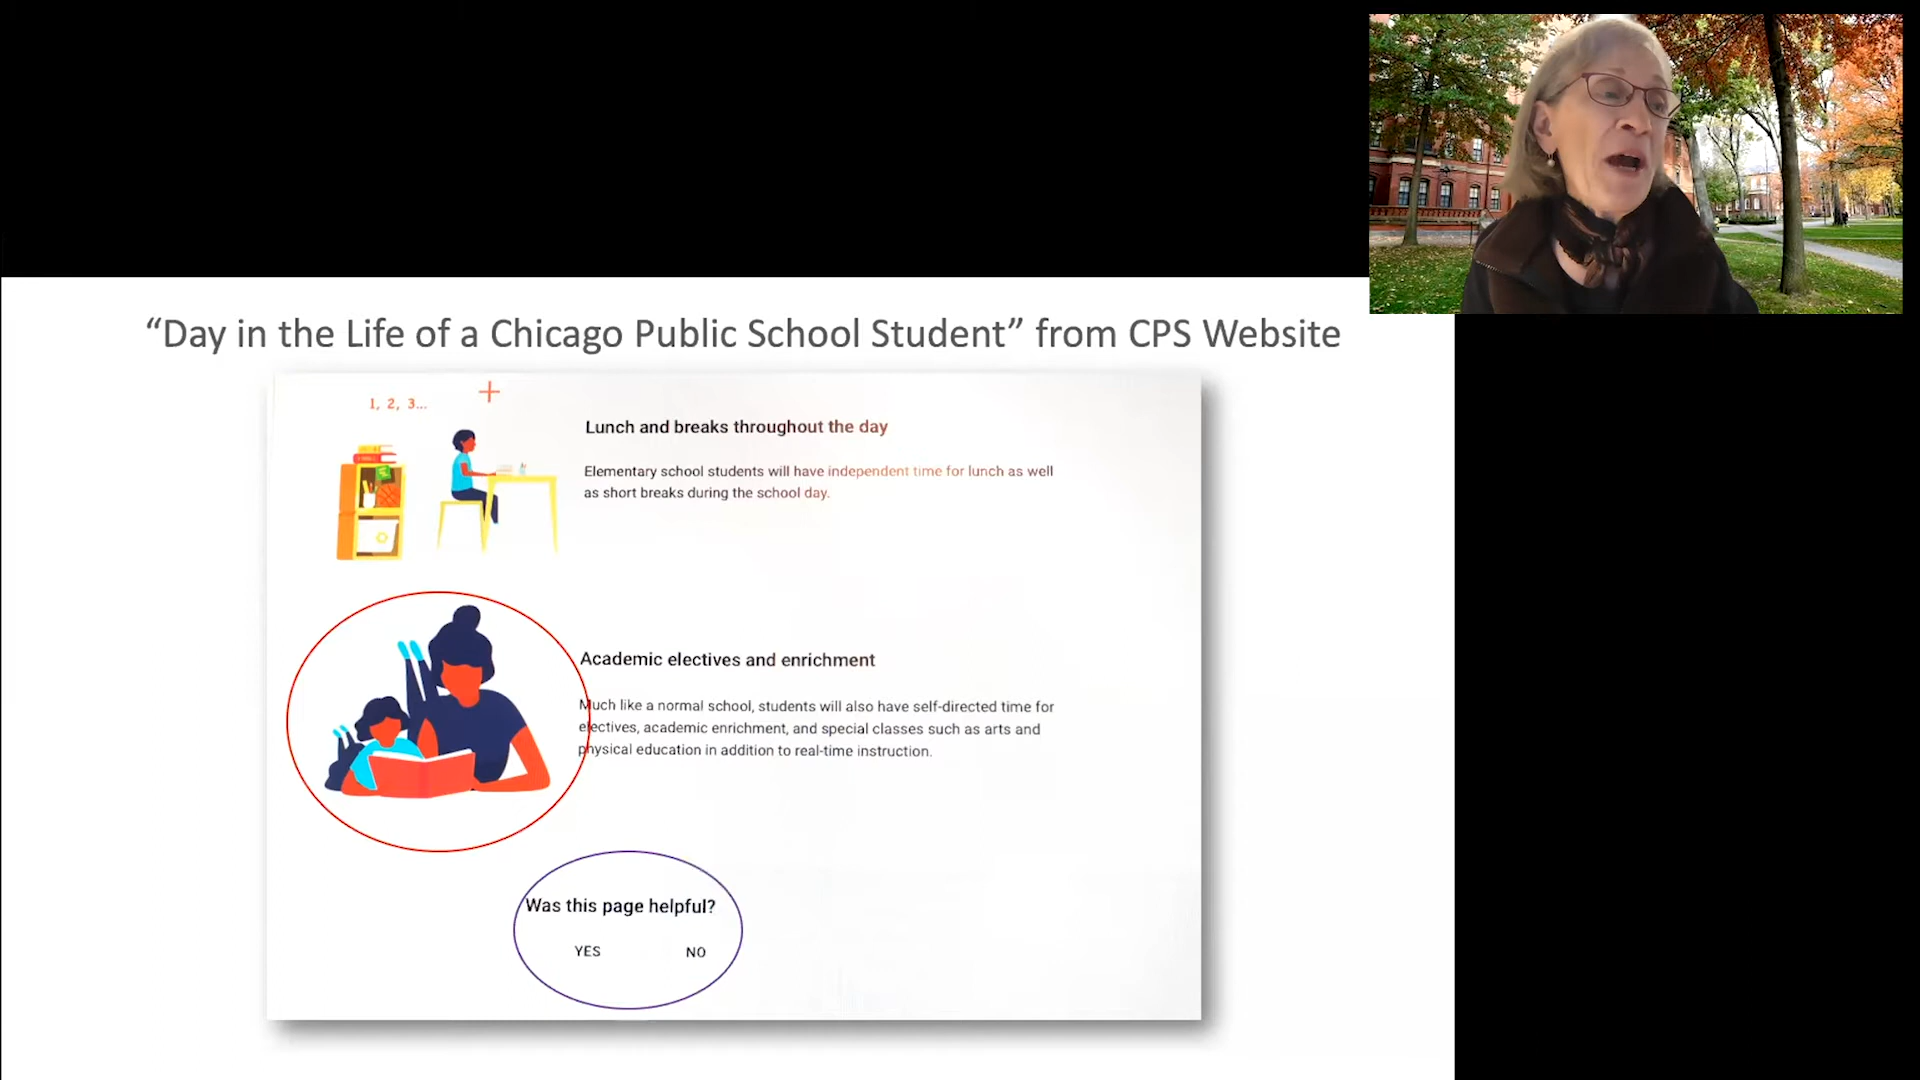 “Day in the Life of a Chicago Public School Student” from CPS Website
1, 2, 3...
Lunch and breaks throughout the day
Elementary school students will have independent time for lunch as well
as short breaks during the school day.
Academic electives and enrichment
Much like a normal school, students will also have self-directed time for
electives, academic enrichment, and special classes such as arts and
physical education in addition to real-time instruction.
Was this page helpful?
YES NO